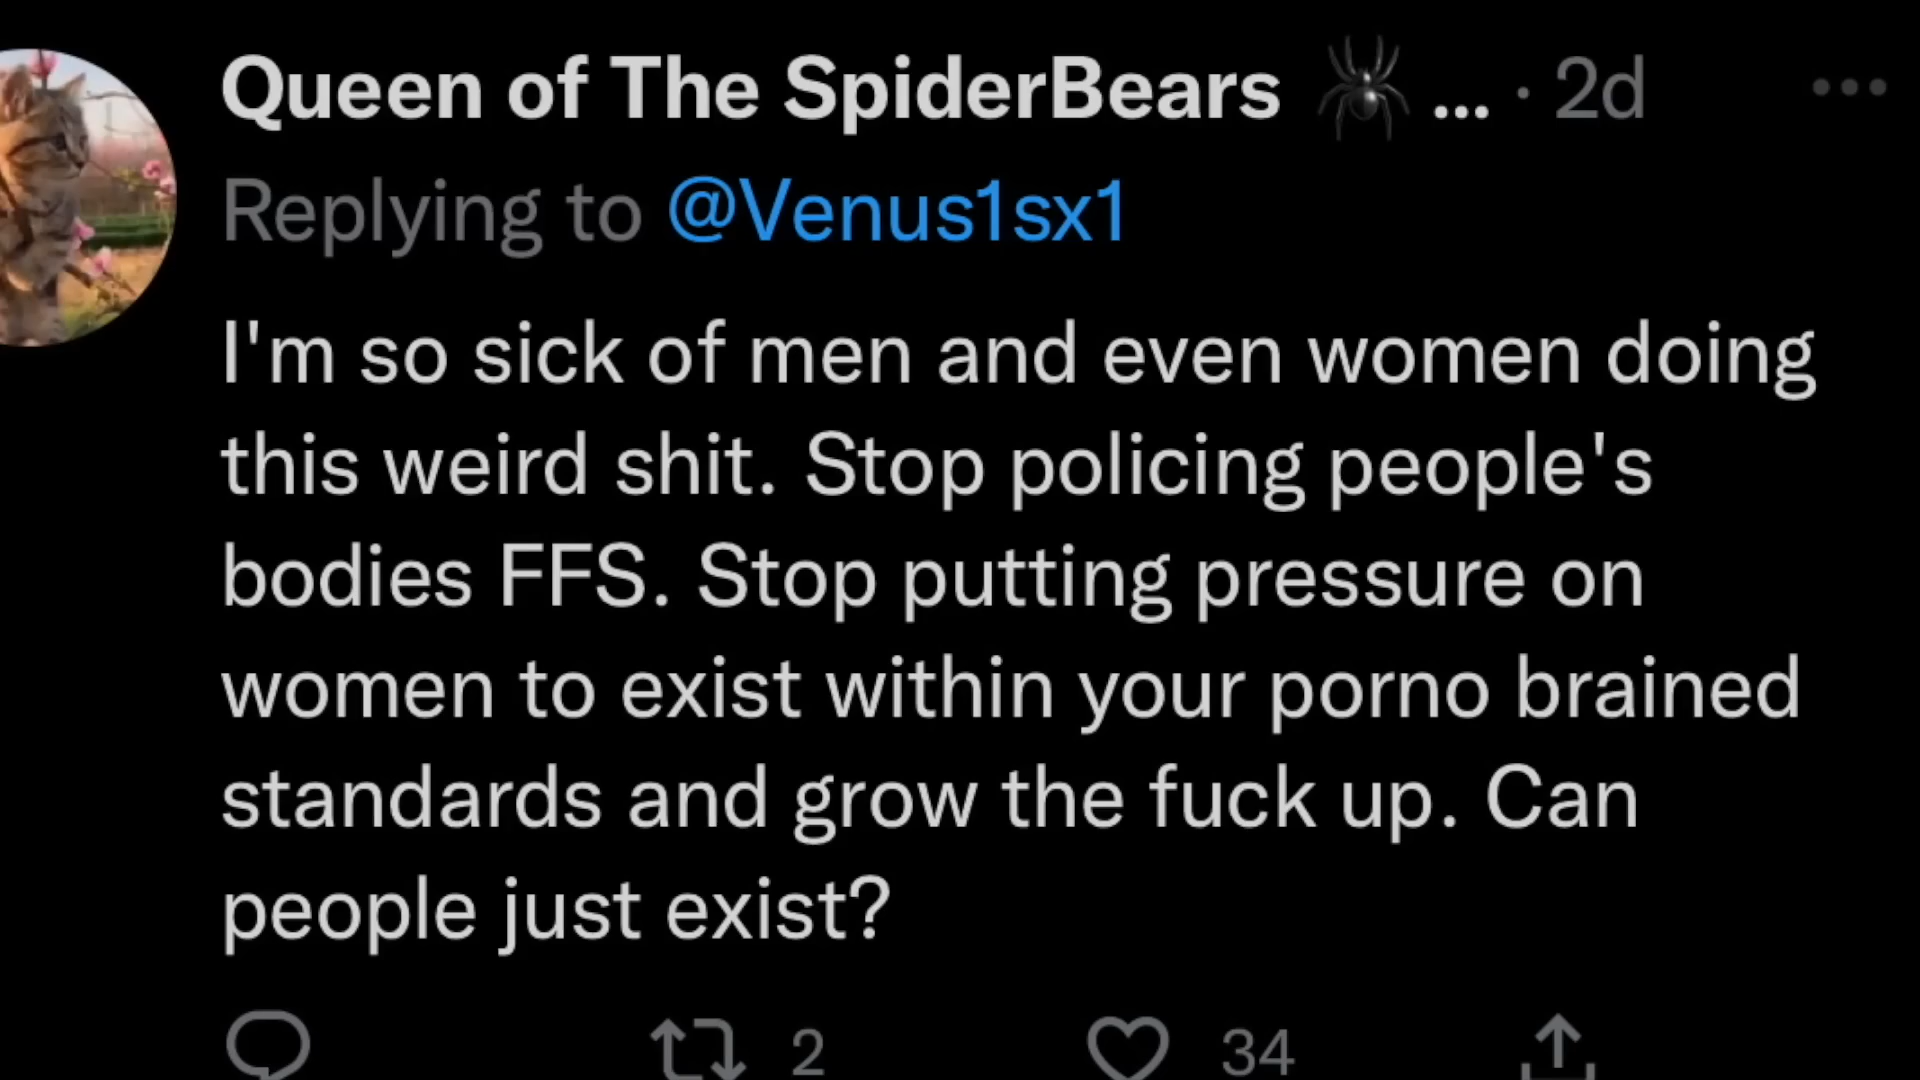 Queen of The SpiderBears 🕷 ... · 2d
Replying to @Venus1sx1
I'm so sick of men and even women doing
this weird shit. Stop policing people's
bodies FFS. Stop putting pressure on
women to exist within your porno brained
standards and grow the fuck up. Can
people just exist?
2 34